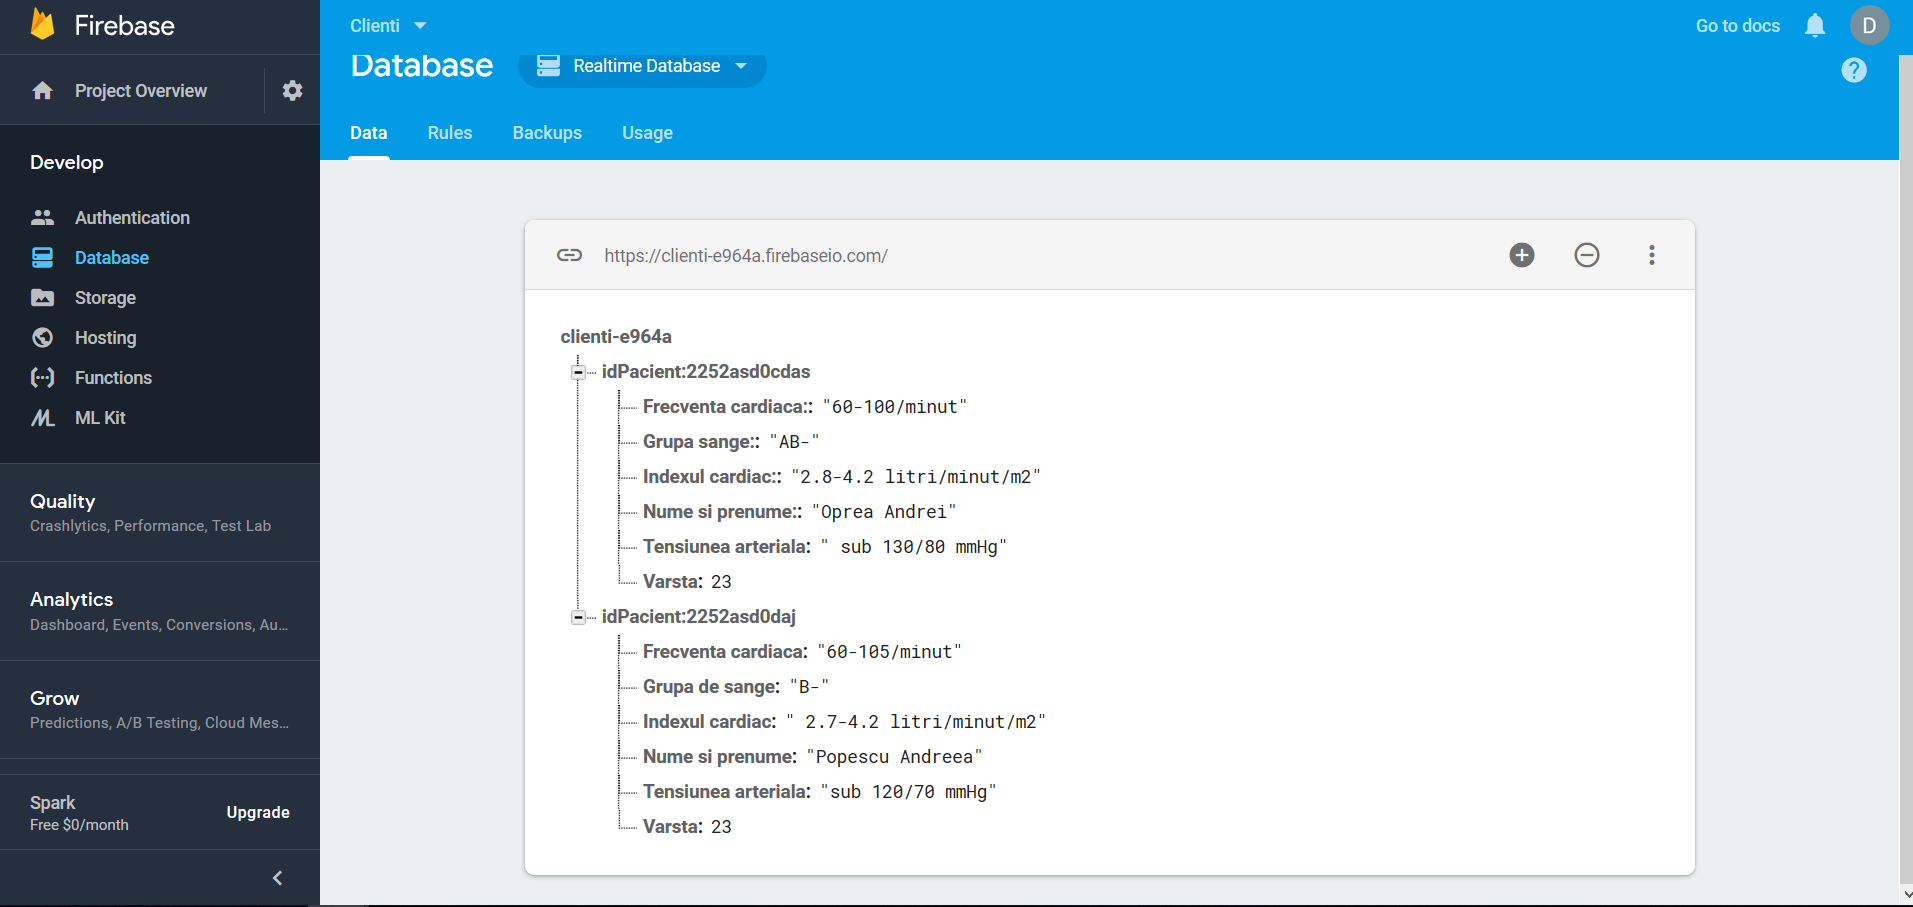 Firebase
Project Overview
Develop
Authentication
Database
Storage
Hosting
Functions
ML Kit
Quality
Crashlytics, Performance, Test Lab
Analytics
Dashboard, Events, Conversions, Au...
Grow
Predictions, A/B Testing, Cloud Mes...
Spark
Free $0/month
Upgrade
Clienti
Go to docs
D
Database
Realtime Database
?
Data Rules Backups Usage
https://clienti-e964a.firebaseio.com/
clienti-e964a
idPacient:2252asd0cdas
Frecventa cardiaca:: "60-100/minut"
Grupa sange:: "AB-"
Indexul cardiac:: "2.8-4.2 litri/minut/m2"
Nume si prenume:: "Oprea Andrei"
Tensiunea arteriala: " sub 130/80 mmHg"
Varsta: 23
idPacient:2252asd0daj
Frecventa cardiaca: "60-105/minut"
Grupa de sange: "B-"
Indexul cardiac: " 2.7-4.2 litri/minut/m2"
Nume si prenume: "Popescu Andreea"
Tensiunea arteriala: "sub 120/70 mmHg"
Varsta: 23